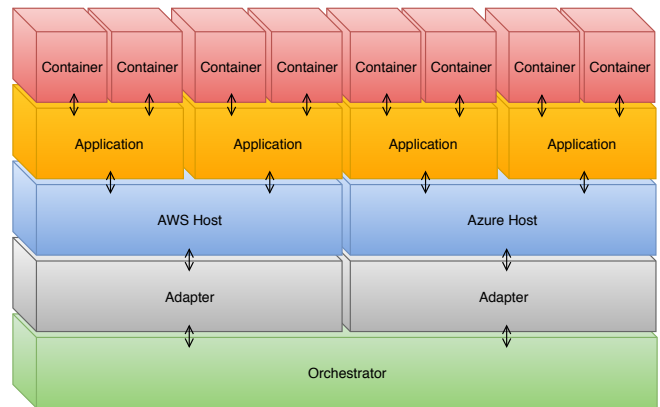 Container Container Container Container Container Container Container Container
Application Application Application Application
AWS Host Azure Host
Adapter Adapter
Orchestrator